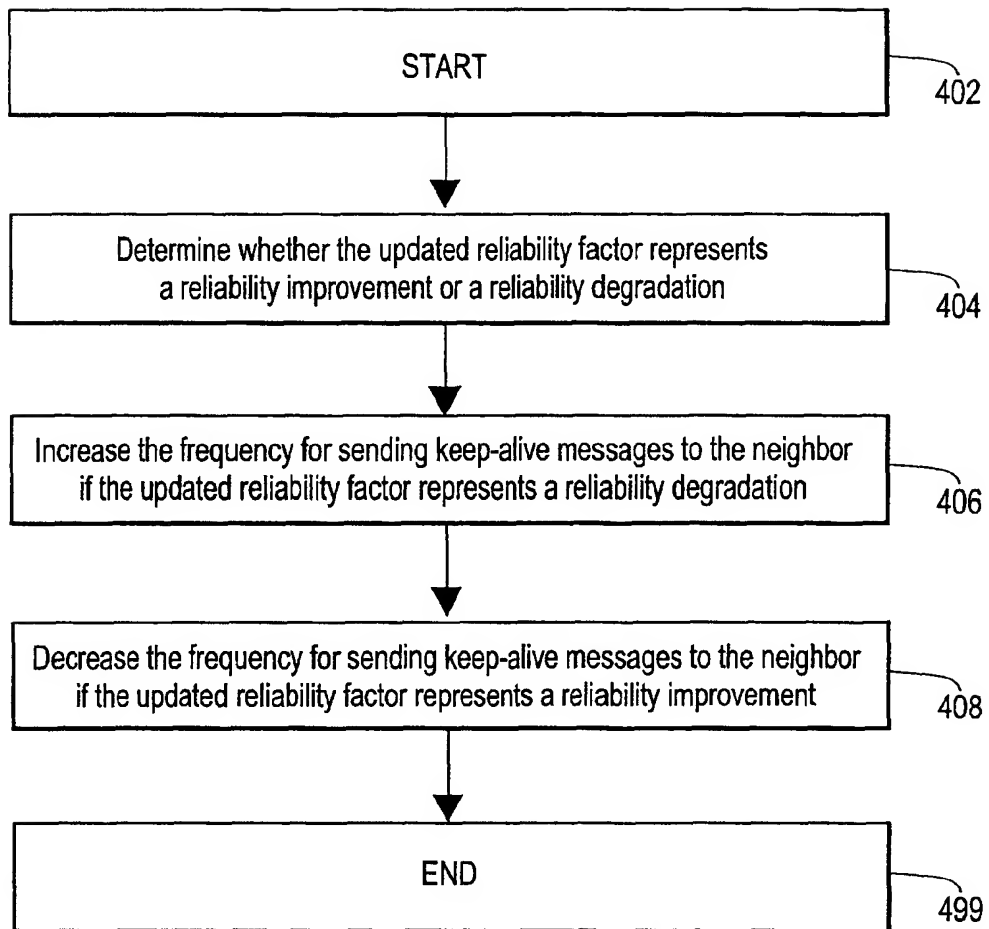 START
402
Determine whether the updated reliability factor represents
a reliability improvement or a reliability degradation
404
Increase the frequency for sending keep-alive messages to the neighbor
if the updated reliability factor represents a reliability degradation
406
Decrease the frequency for sending keep-alive messages to the neighbor
if the updated reliability factor represents a reliability improvement
408
END
499